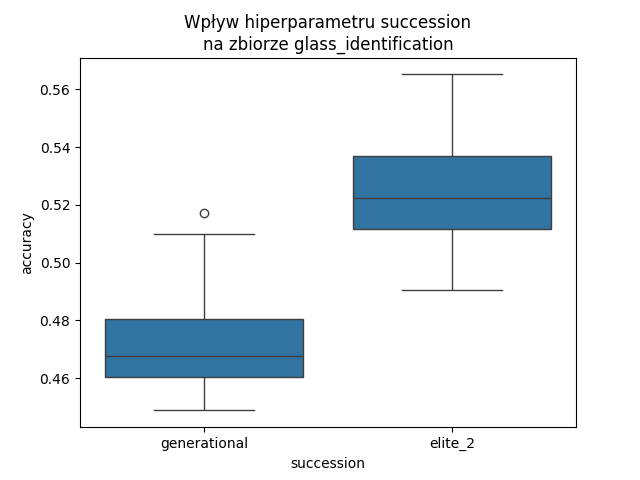 Wpływ hiperparametru succession
na zbiorze glass_identification
0.56
0.54
0.52
0.50
0.48
0.46
accuracy
generational
elite_2
succession